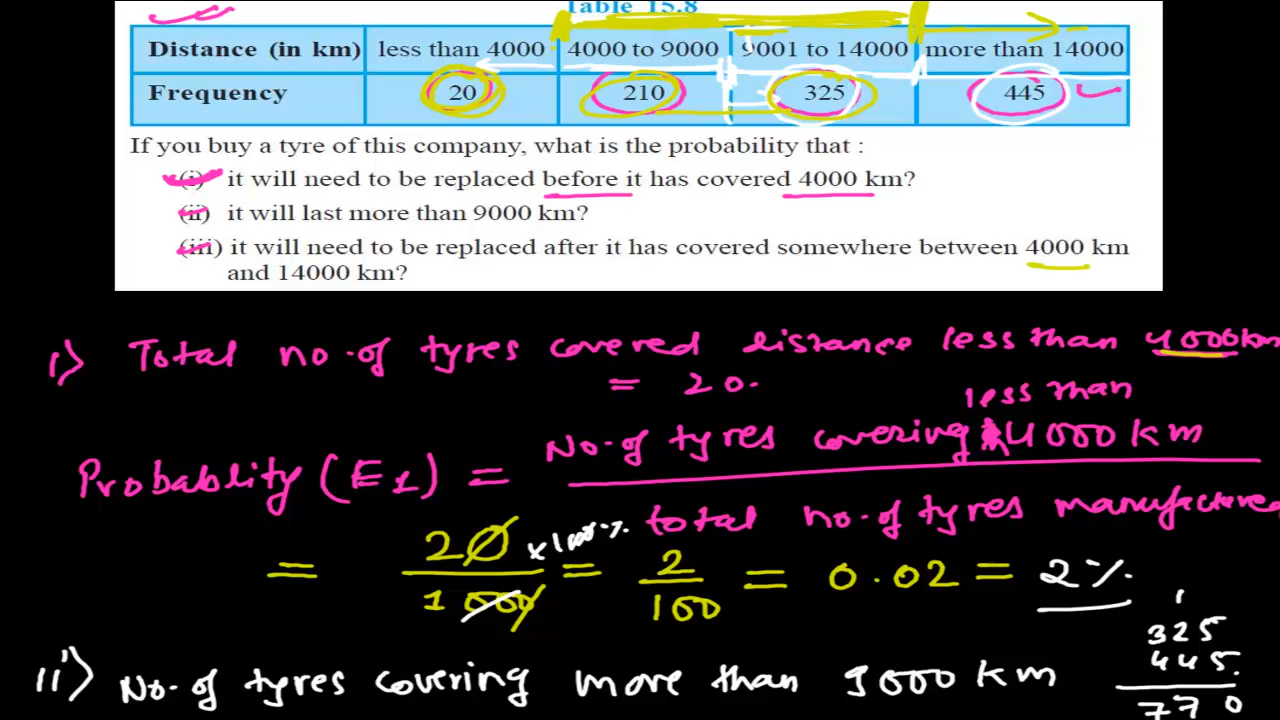 Table 15.8
Distance (in km) less than 4000 4000 to 9000 9001 to 14000 more than 14000
Frequency 20 210 325 445
If you buy a tyre of this company, what is the probability that :
(i) it will need to be replaced before it has covered 4000 km?
(ii) it will last more than 9000 km?
(iii) it will need to be replaced after it has covered somewhere between 4000 km
and 14000 km?
i) Total no. of tyres covered distance less than 4000km
= 20.
less than
Probablity (E1) = No. of tyres covering 4000 km
total no. of tyres manufactured
= 20/1000 x 100% = 2/100 = 0.02 = 2%
ii) No. of tyres covering more than 9000 km
1
325
445
770